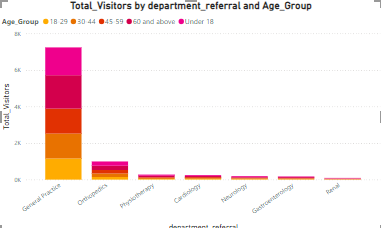 Total_Visitors by department_referral and Age_Group
Age_Group 18-29 30-44 45-59 60 and above Under 18
8K
6K
4K
2K
0K
Total_Visitors
General Practice
Orthopedics
Physiotherapy
Cardiology
Neurology
Gastroenterology
Renal
department_referral